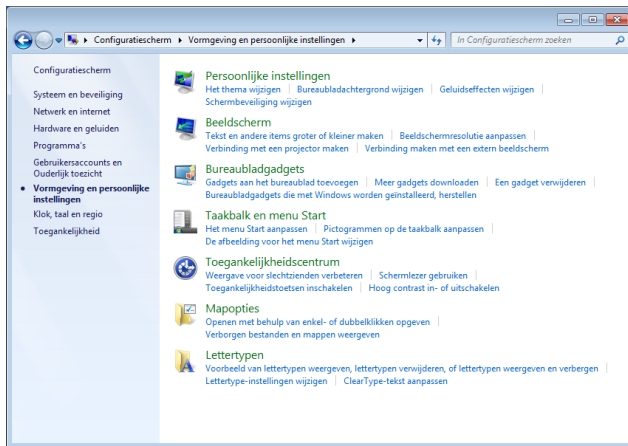 Configuratiescherm ▸ Vormgeving en persoonlijke instellingen ▸
In Configuratiescherm zoeken
Configuratiescherm
Systeem en beveiliging
Netwerk en internet
Hardware en geluiden
Programma's
Gebruikersaccounts en
Ouderlijk toezicht
Vormgeving en persoonlijke
instellingen
Klok, taal en regio
Toegankelijkheid
Persoonlijke instellingen
Het thema wijzigen | Bureaubladachtergrond wijzigen | Geluidseffecten wijzigen |
Schermbeveiliging wijzigen
Beeldscherm
Tekst en andere items groter of kleiner maken | Beeldschermresolutie aanpassen |
Verbinding met een projector maken | Verbinding maken met een extern beeldscherm
Bureaubladgadgets
Gadgets aan het bureaublad toevoegen | Meer gadgets downloaden | Een gadget verwijderen |
Bureaubladgadgets die met Windows worden geïnstalleerd, herstellen
Taakbalk en menu Start
Het menu Start aanpassen | Pictogrammen op de taakbalk aanpassen |
De afbeelding voor het menu Start wijzigen
Toegankelijkheidscentrum
Weergave voor slechtzienden verbeteren | Schermlezer gebruiken |
Toegankelijkheidstoetsen inschakelen | Hoog contrast in- of uitschakelen
Mapopties
Openen met behulp van enkel- of dubbelklikken opgeven |
Verborgen bestanden en mappen weergeven
Lettertypen
Voorbeeld van lettertypen weergeven, lettertypen verwijderen, of lettertypen weergeven en verbergen |
Lettertype-instellingen wijzigen | ClearType-tekst aanpassen